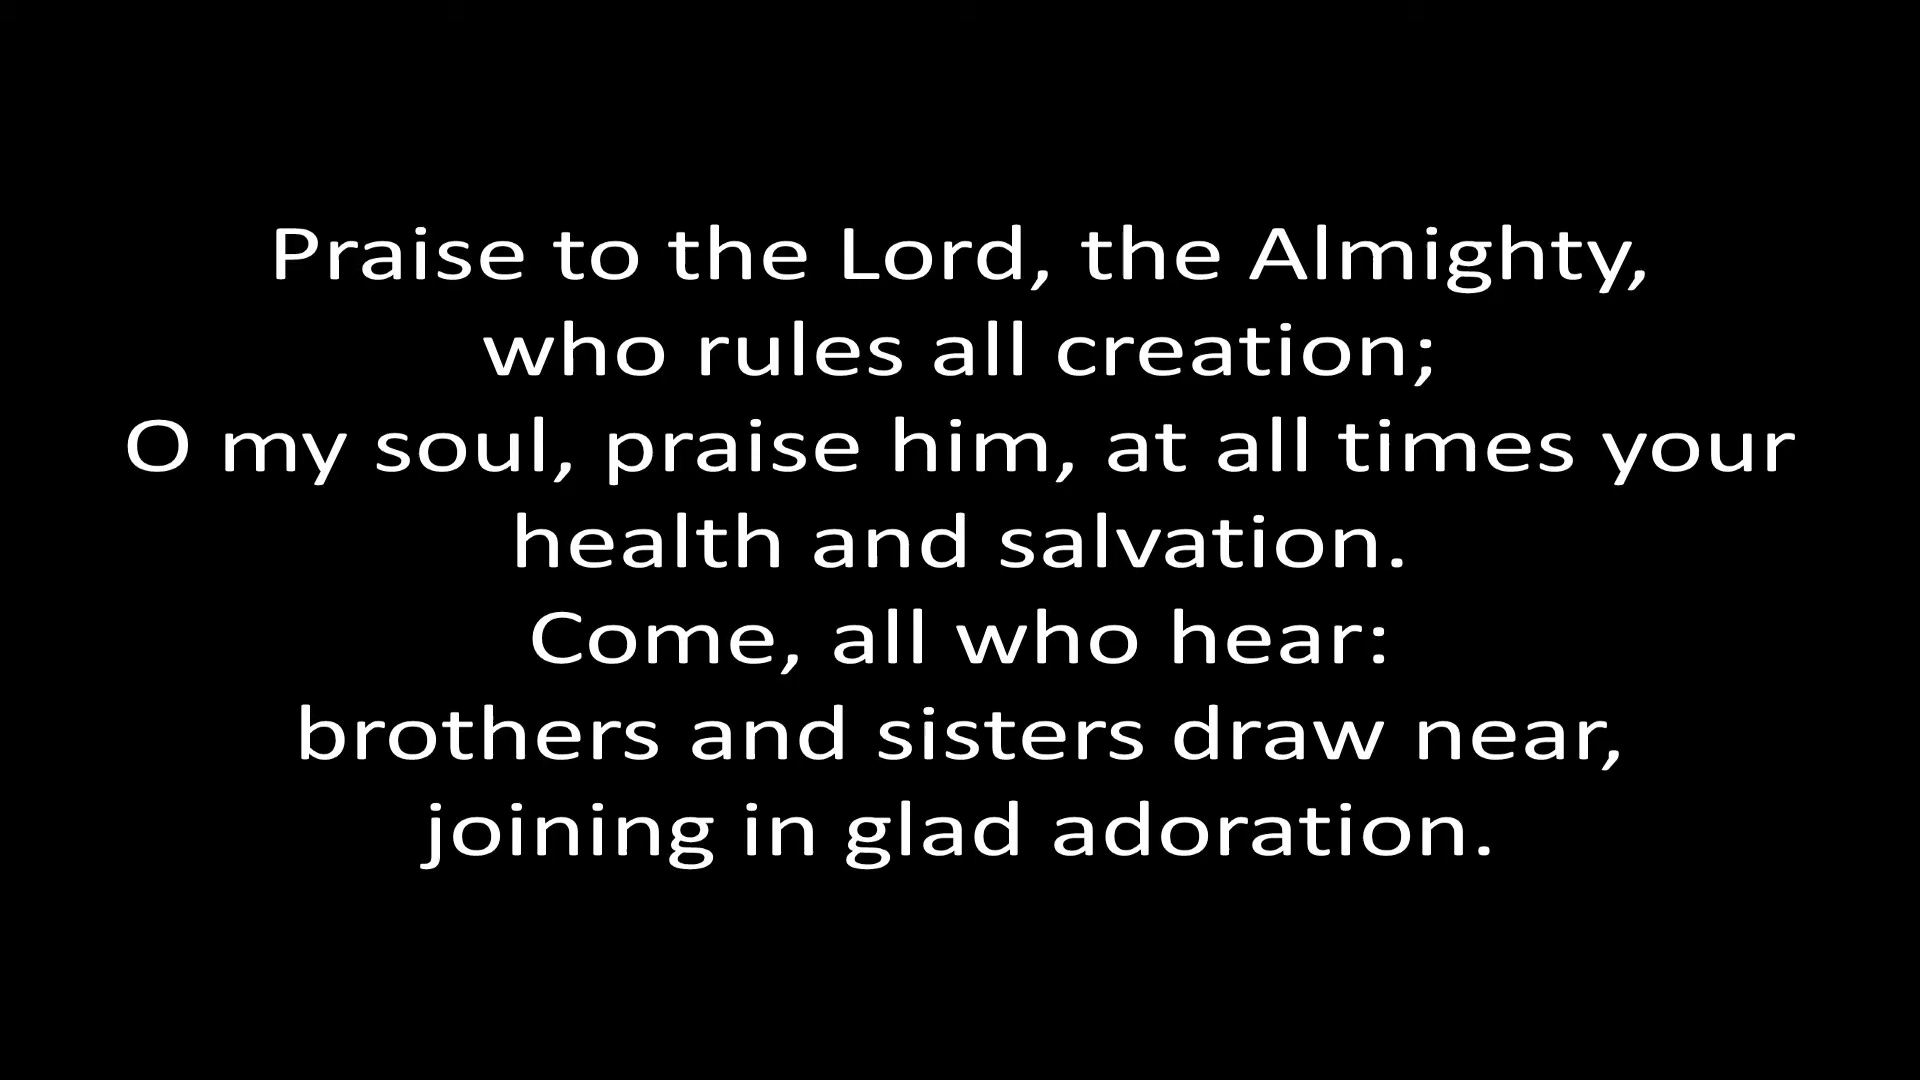 Praise to the Lord, the Almighty,
who rules all creation;
O my soul, praise him, at all times your
health and salvation.
Come, all who hear:
brothers and sisters draw near,
joining in glad adoration.